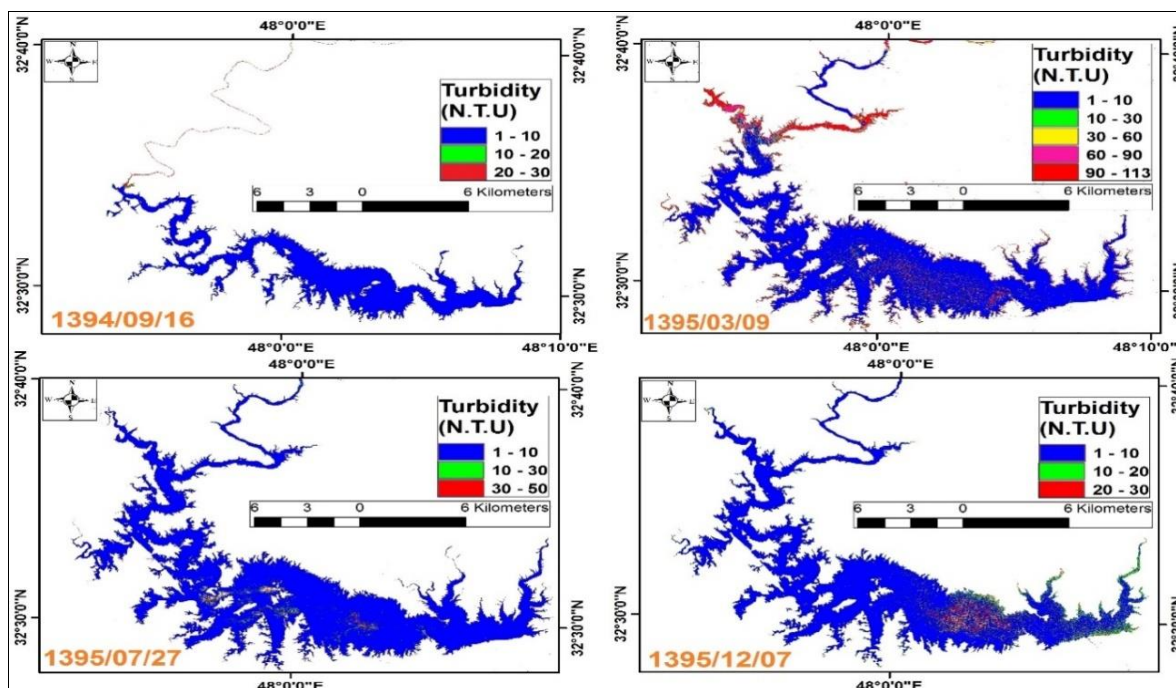 48°0'0"E
32°40'0"N
32°40'0"N
N
W E
S
Turbidity
(N.T.U)
1 - 10
10 - 20
20 - 30
6 3 0 6 Kilometers
32°30'0"N
32°30'0"N
1394/09/16
48°0'0"E
48°10'0"E
48°0'0"E
32°40'0"N
N
W E
S
Turbidity
(N.T.U)
1 - 10
10 - 30
30 - 60
60 - 90
90 - 113
6 3 0 6 Kilometers
32°30'0"N
1395/03/09
48°0'0"E
48°10'0"E
48°0'0"E
32°40'0"N
32°40'0"N
N
W E
S
Turbidity
(N.T.U)
1 - 10
10 - 30
30 - 50
6 3 0 6 Kilometers
32°30'0"N
32°30'0"N
1395/07/27
48°0'0"E
48°0'0"E
32°40'0"N
32°40'0"N
N
W E
S
Turbidity
(N.T.U)
1 - 10
10 - 20
20 - 30
6 3 0 6 Kilometers
32°30'0"N
1395/12/07
48°0'0"E